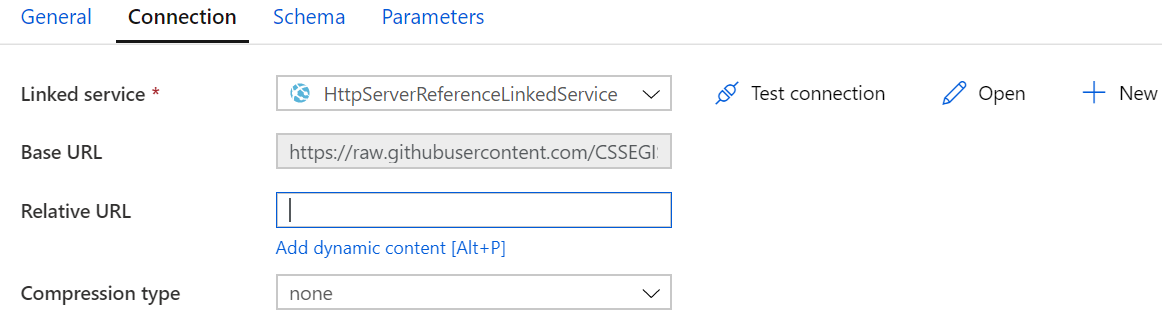 General Connection Schema Parameters
Linked service * HttpServerReferenceLinkedService Test connection Open New
Base URL https://raw.githubusercontent.com/CSSEGI
Relative URL
Add dynamic content [Alt+P]
Compression type none